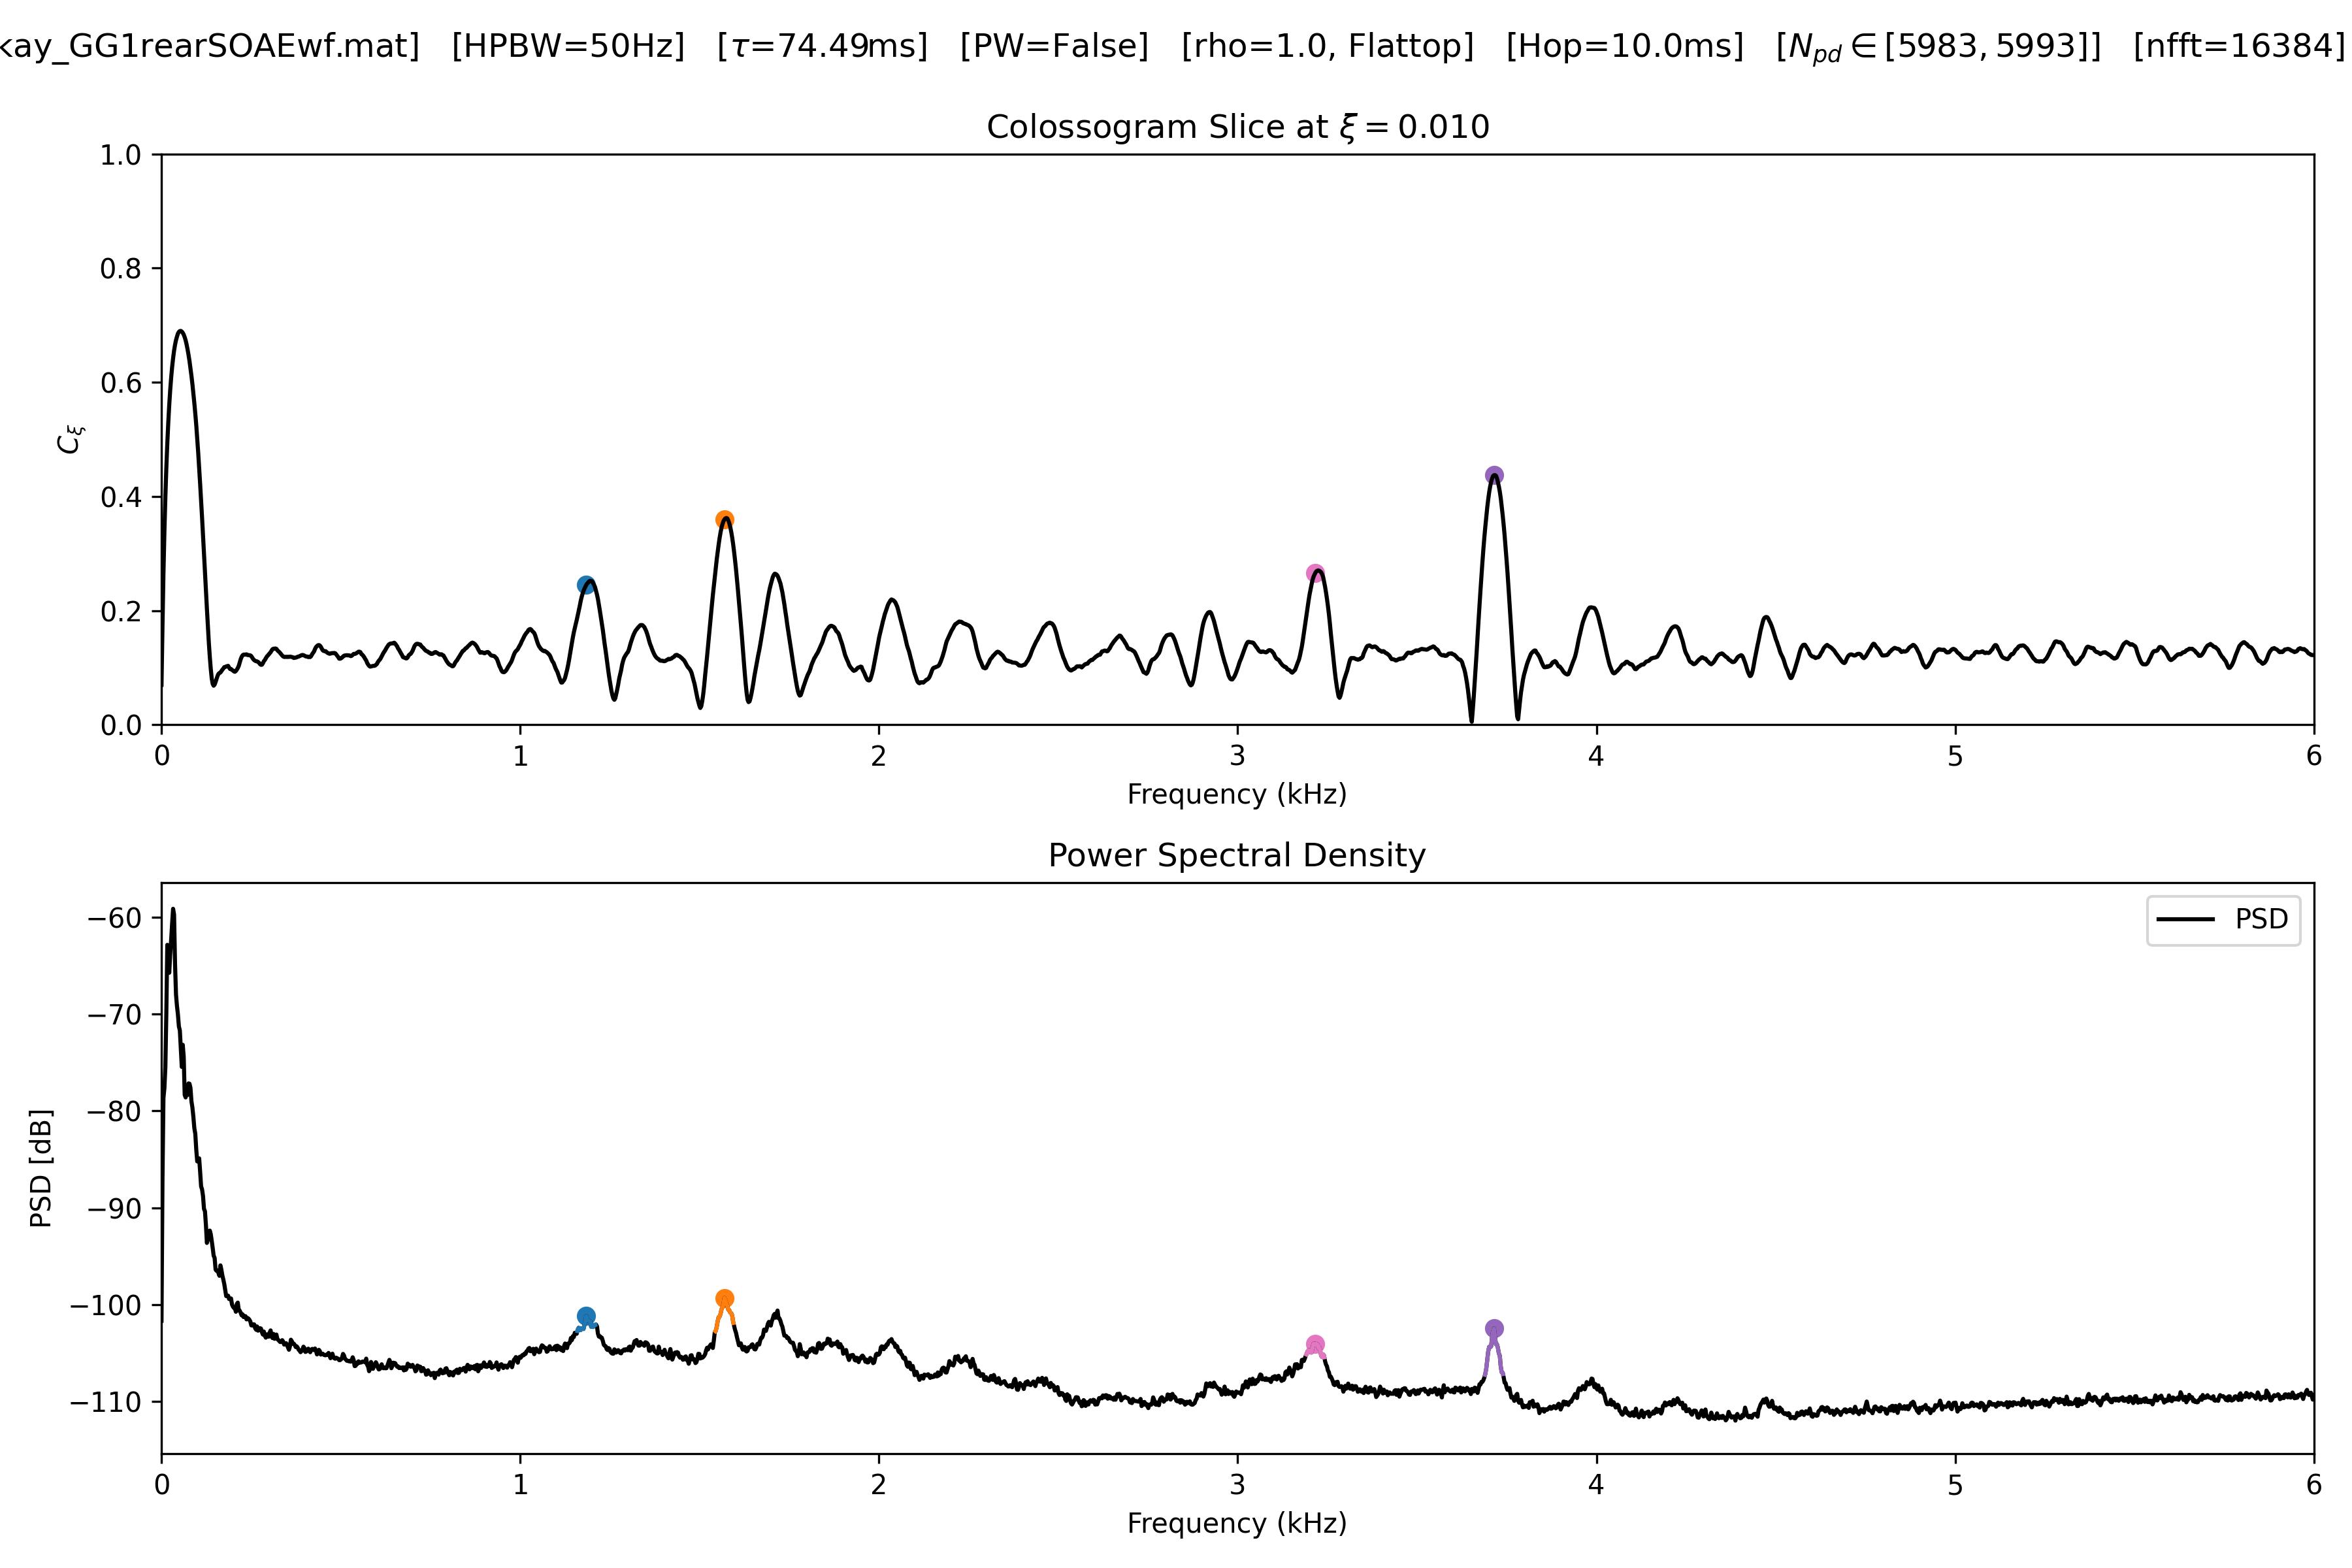 kay_GG1rearSOAEwf.mat] [HPBW=50Hz] [τ=74.49ms] [PW=False] [rho=1.0, Flattop] [Hop=10.0ms] [N_pd ∈ [5983, 5993]] [nfft=16384]
Colossogram Slice at ξ = 0.010
1.0
0.8
0.6
0.4
0.2
0.0
C_ξ
0 1 2 3 4 5 6
Frequency (kHz)
Power Spectral Density
PSD
−60
−70
−80
−90
−100
−110
PSD [dB]
0 1 2 3 4 5 6
Frequency (kHz)